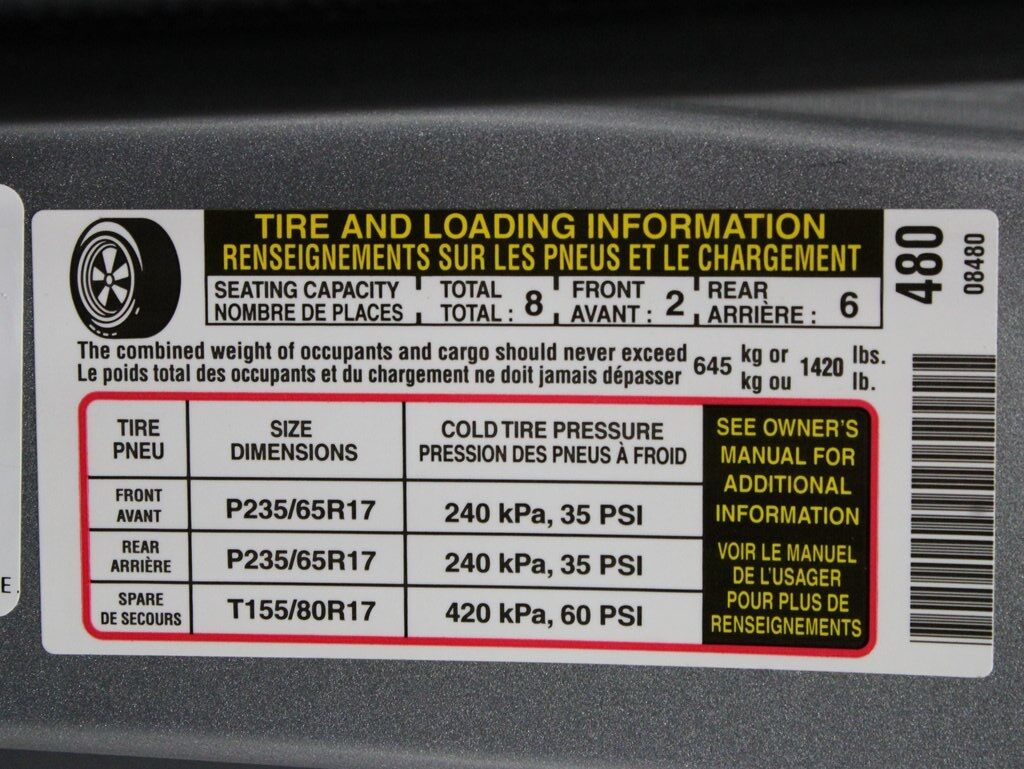 TIRE AND LOADING INFORMATION
RENSEIGNEMENTS SUR LES PNEUS ET LE CHARGEMENT
SEATING CAPACITY TOTAL FRONT REAR
NOMBRE DE PLACES TOTAL : 8 AVANT : 2 ARRIÈRE : 6
The combined weight of occupants and cargo should never exceed 645 kg or 1420 lbs.
Le poids total des occupants et du chargement ne doit jamais dépasser kg ou lb.
TIRE SIZE COLD TIRE PRESSURE
PNEU DIMENSIONS PRESSION DES PNEUS À FROID
FRONT
AVANT P235/65R17 240 kPa, 35 PSI
REAR
ARRIÈRE P235/65R17 240 kPa, 35 PSI
SPARE
DE SECOURS T155/80R17 420 kPa, 60 PSI
SEE OWNER'S
MANUAL FOR
ADDITIONAL
INFORMATION
VOIR LE MANUEL
DE L'USAGER
POUR PLUS DE
RENSEIGNEMENTS
480
08480
E.